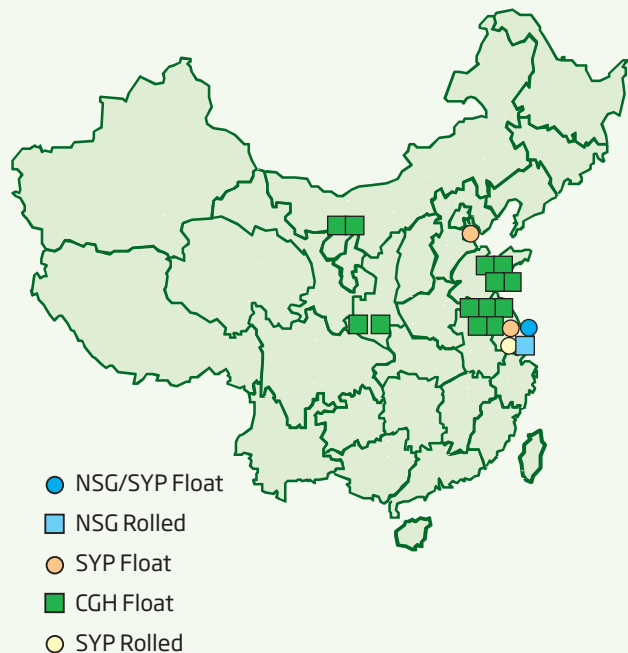 NSG/SYP Float
NSG Rolled
SYP Float
CGH Float
SYP Rolled